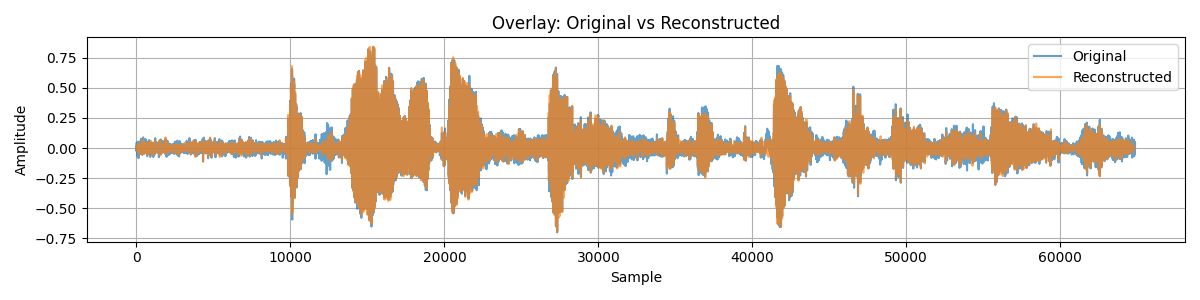 Overlay: Original vs Reconstructed
Original
Reconstructed
Amplitude
0.75
0.50
0.25
0.00
−0.25
−0.50
−0.75
0 10000 20000 30000 40000 50000 60000
Sample